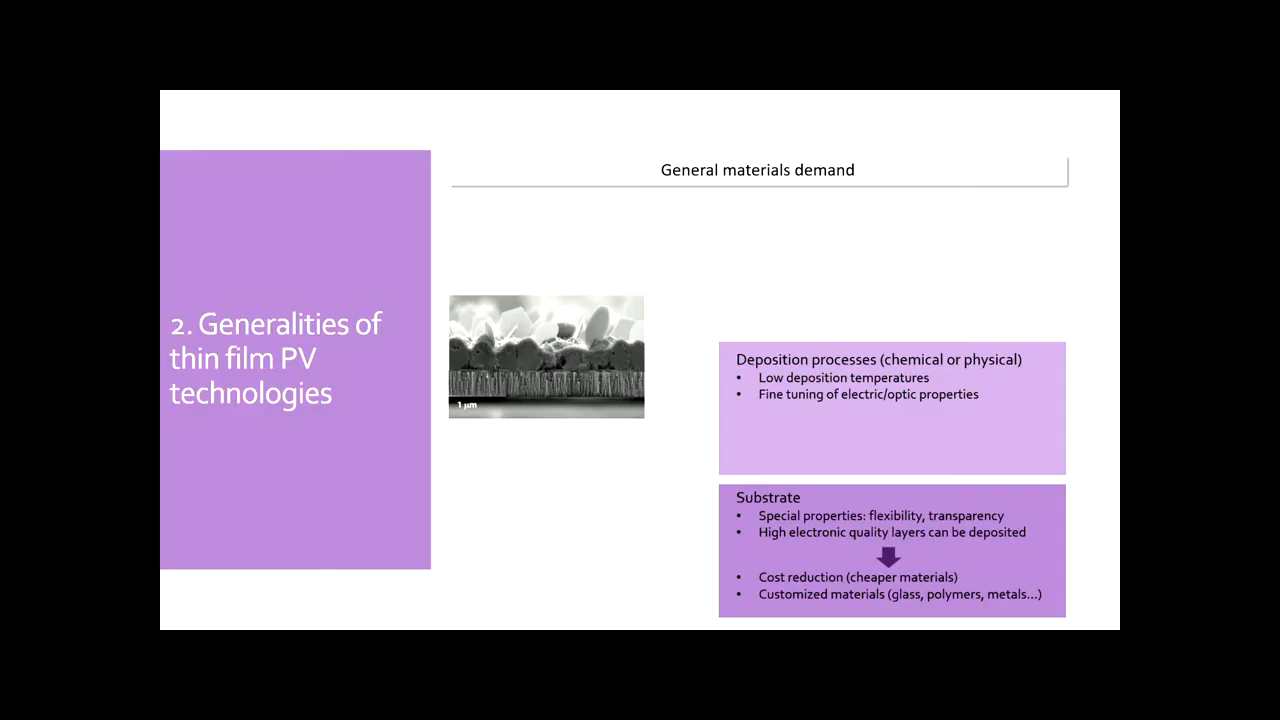 General materials demand
2. Generalities of
thin film PV
technologies
1 µm
Deposition processes (chemical or physical)
• Low deposition temperatures
• Fine tuning of electric/optic properties
Substrate
• Special properties: flexibility, transparency
• High electronic quality layers can be deposited
• Cost reduction (cheaper materials)
• Customized materials (glass, polymers, metals...)